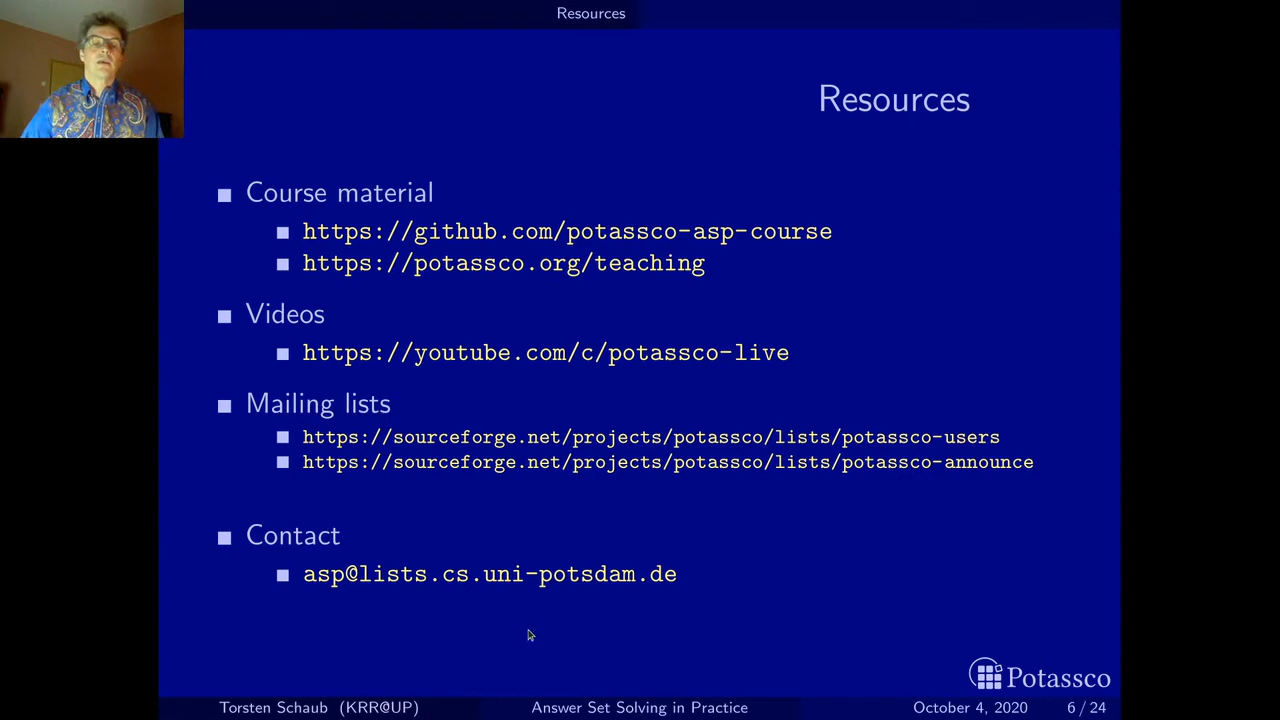 Resources
Resources
Course material
https://github.com/potassco-asp-course
https://potassco.org/teaching
Videos
https://youtube.com/c/potassco-live
Mailing lists
https://sourceforge.net/projects/potassco/lists/potassco-users
https://sourceforge.net/projects/potassco/lists/potassco-announce
Contact
asp@lists.cs.uni-potsdam.de
Potassco
Torsten Schaub (KRR@UP) Answer Set Solving in Practice October 4, 2020 6 / 24